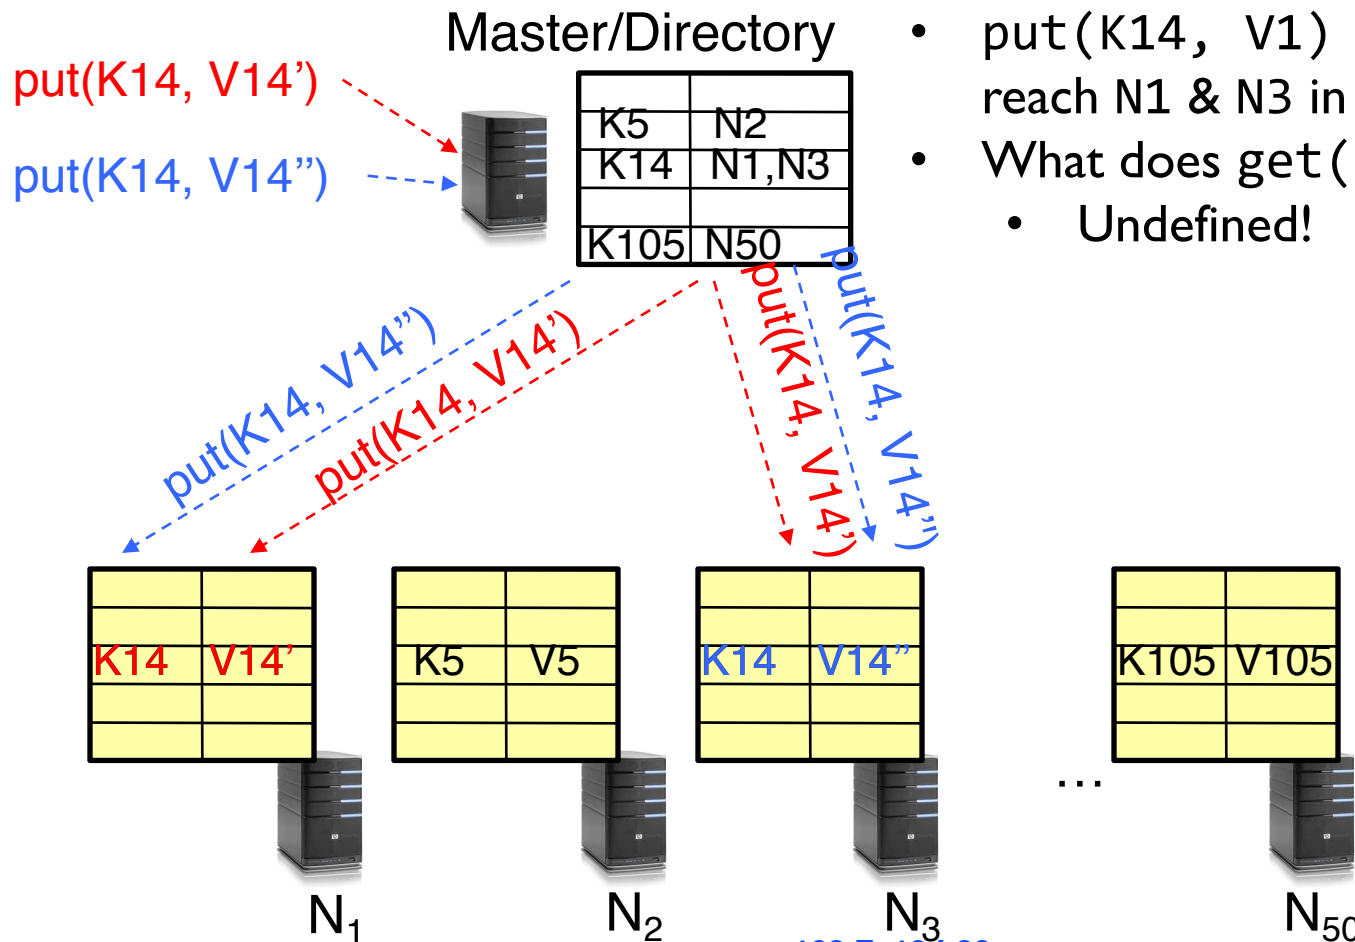 Master/Directory
put(K14, V14’)
put(K14, V14”)
K5 N2
K14 N1,N3
K105 N50
• put(K14, V1)
reach N1 & N3 in
• What does get(
• Undefined!
put(K14, V14”)
put(K14, V14’)
put(K14, V14’)
put(K14, V14")
K14 V14’
K5 V5
K14 V14”
K105 V105
…
N1
N2
N3
N50